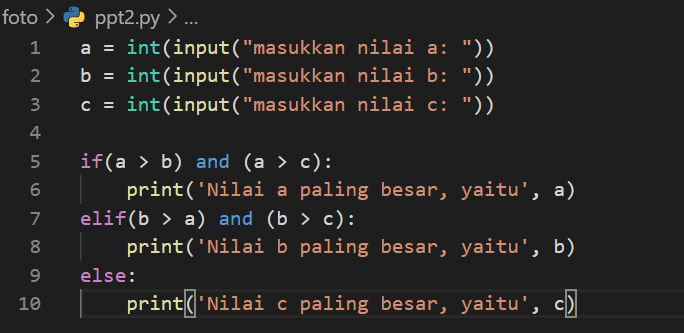 foto > ppt2.py > ...
1 a = int(input("masukkan nilai a: "))
2 b = int(input("masukkan nilai b: "))
3 c = int(input("masukkan nilai c: "))
4
5 if(a > b) and (a > c):
6     print('Nilai a paling besar, yaitu', a)
7 elif(b > a) and (b > c):
8     print('Nilai b paling besar, yaitu', b)
9 else:
10     print('Nilai c paling besar, yaitu', c)